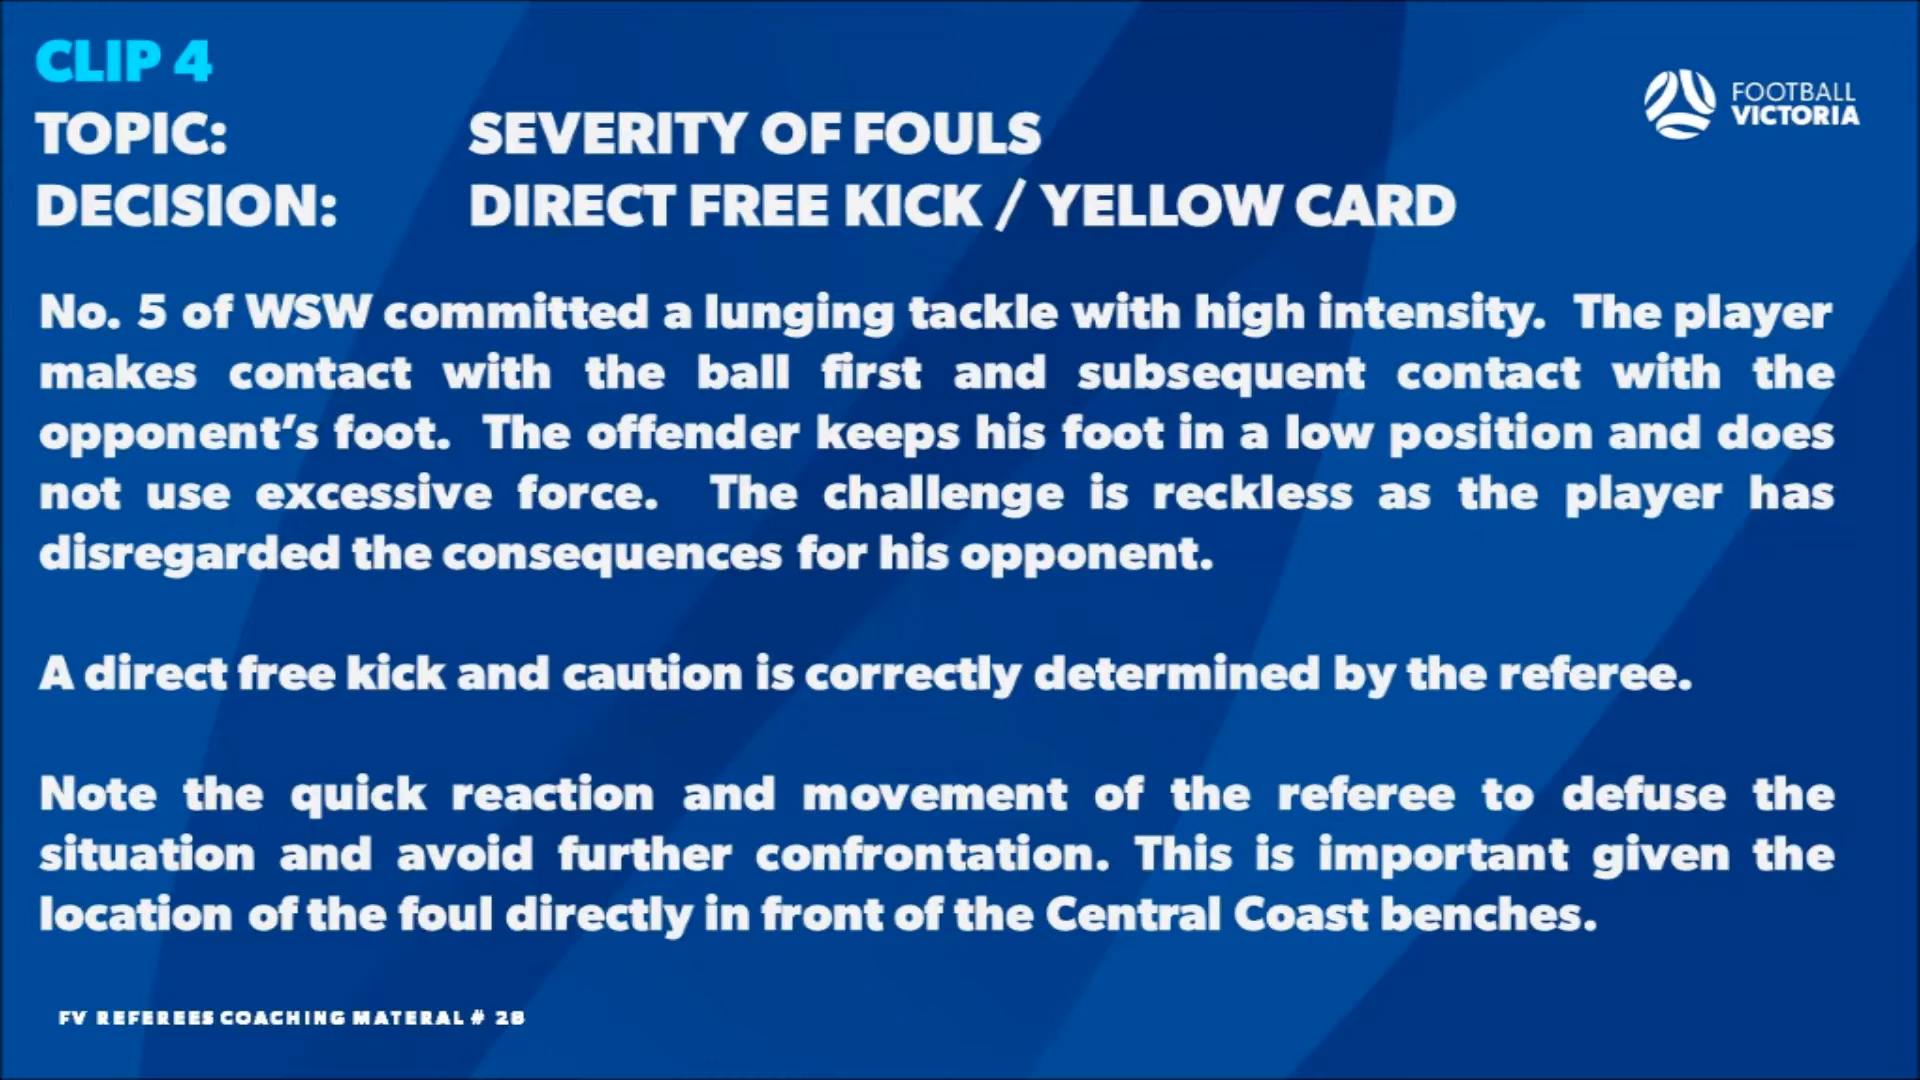 CLIP 4
FOOTBALL
VICTORIA
TOPIC: SEVERITY OF FOULS
DECISION: DIRECT FREE KICK / YELLOW CARD
No. 5 of WSW committed a lunging tackle with high intensity. The player
makes contact with the ball first and subsequent contact with the
opponent’s foot. The offender keeps his foot in a low position and does
not use excessive force. The challenge is reckless as the player has
disregarded the consequences for his opponent.
A direct free kick and caution is correctly determined by the referee.
Note the quick reaction and movement of the referee to defuse the
situation and avoid further confrontation. This is important given the
location of the foul directly in front of the Central Coast benches.
FV REFEREES COACHING MATERAL # 28